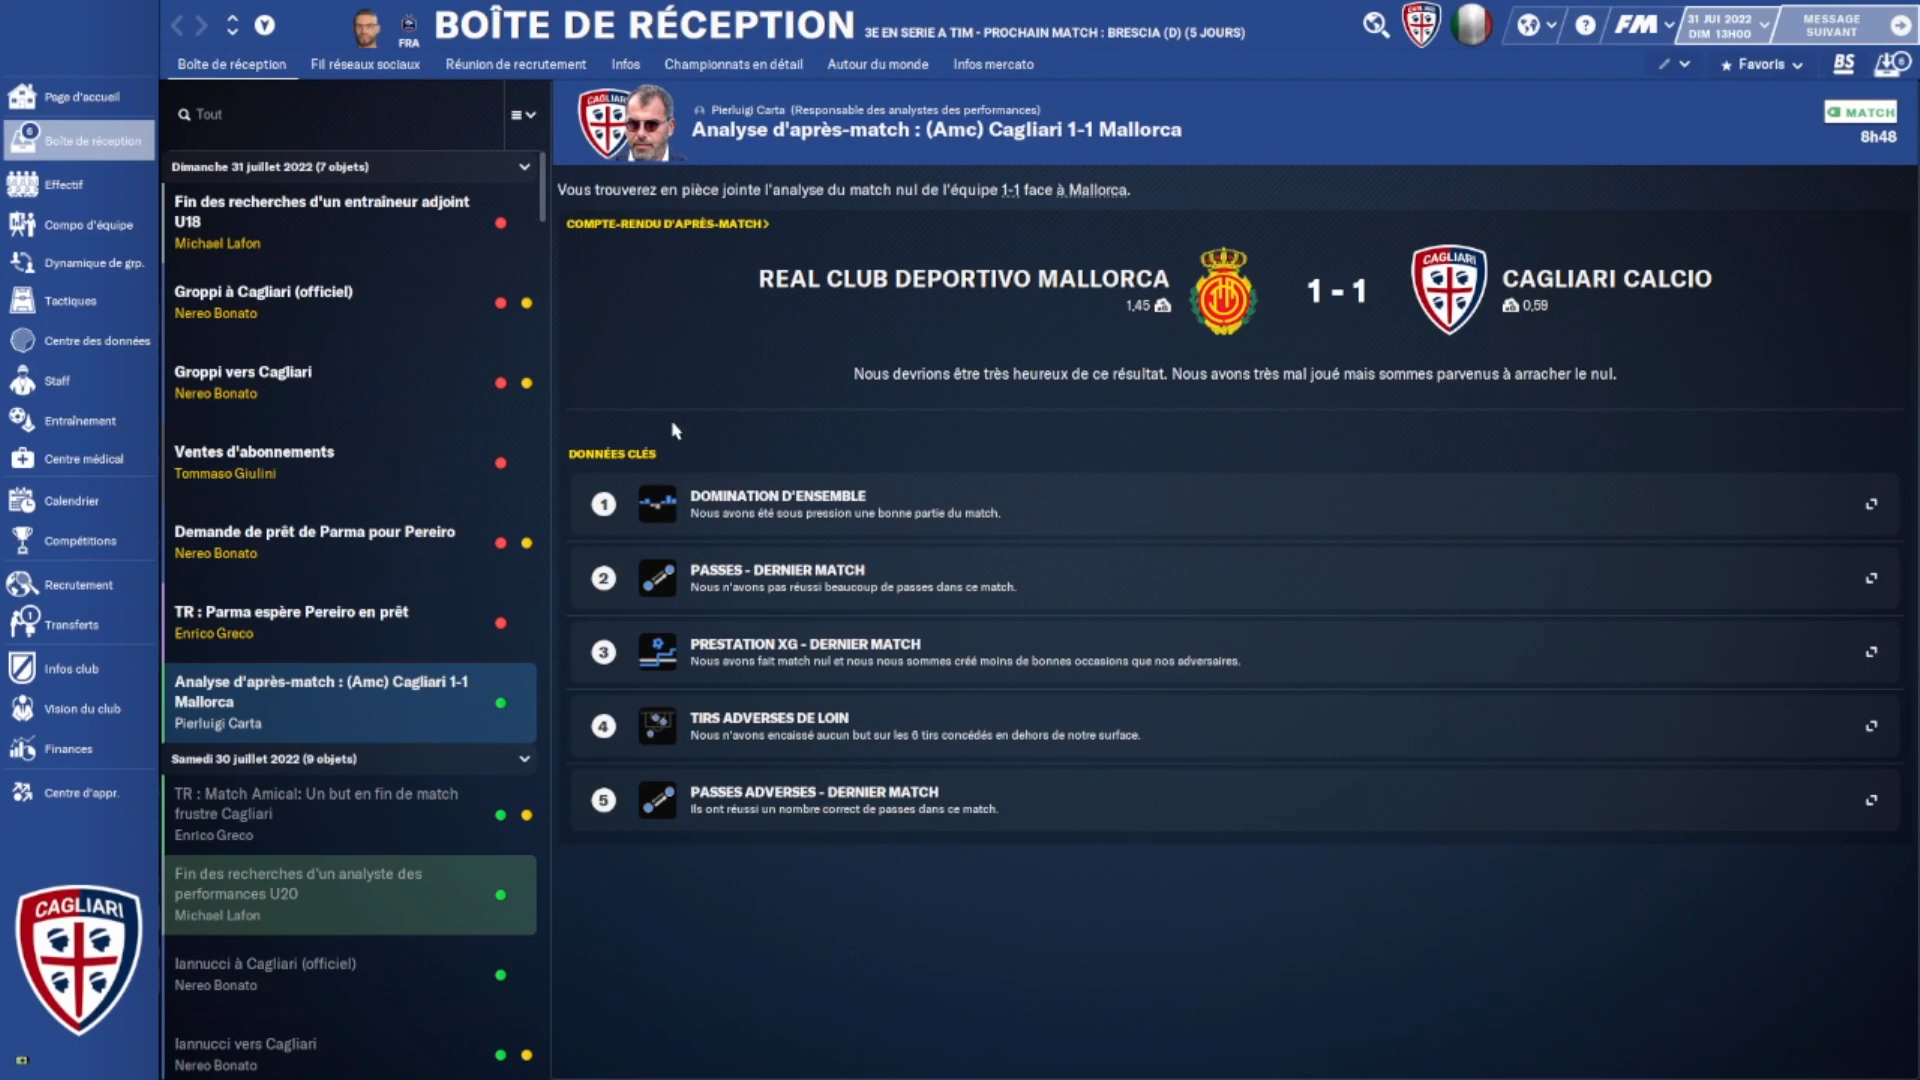 BOÎTE DE RÉCEPTION
FRA
3E EN SERIE A TIM - PROCHAIN MATCH : BRESCIA (D) (5 JOURS)
FM
31 JUI 2022
DIM 13H00
MESSAGE
SUIVANT
Boîte de réception
Fil réseaux sociaux
Réunion de recrutement
Infos
Championnats en détail
Autour du monde
Infos mercato
Favoris
BS
6
Page d'accueil
6
Boîte de réception
Effectif
Compo d'équipe
Dynamique de grp.
Tactiques
Centre des données
Staff
Entraînement
Centre médical
Calendrier
Compétitions
Recrutement
1
Transferts
Infos club
Vision du club
Finances
Centre d'appr.
CAGLIARI
Tout
Dimanche 31 juillet 2022 (7 objets)
Fin des recherches d'un entraîneur adjoint
U18
Michael Lafon
Groppi à Cagliari (officiel)
Nereo Bonato
Groppi vers Cagliari
Nereo Bonato
Ventes d'abonnements
Tommaso Giulini
Demande de prêt de Parma pour Pereiro
Nereo Bonato
TR : Parma espère Pereiro en prêt
Enrico Greco
Analyse d'après-match : (Amc) Cagliari 1-1
Mallorca
Pierluigi Carta
Samedi 30 juillet 2022 (9 objets)
TR : Match Amical: Un but en fin de match
frustre Cagliari
Enrico Greco
Fin des recherches d'un analyste des
performances U20
Michael Lafon
Iannucci à Cagliari (officiel)
Nereo Bonato
Iannucci vers Cagliari
Nereo Bonato
CAGLIARI
Pierluigi Carta (Responsable des analystes des performances)
Analyse d'après-match : (Amc) Cagliari 1-1 Mallorca
MATCH
8h48
Vous trouverez en pièce jointe l'analyse du match nul de l'équipe 1-1 face à Mallorca.
COMPTE-RENDU D'APRÈS-MATCH>
REAL CLUB DEPORTIVO MALLORCA
1,45
1 - 1
CAGLIARI
CAGLIARI CALCIO
0,59
Nous devrions être très heureux de ce résultat. Nous avons très mal joué mais sommes parvenus à arracher le nul.
DONNÉES CLÉS
1
DOMINATION D'ENSEMBLE
Nous avons été sous pression une bonne partie du match.
2
PASSES - DERNIER MATCH
Nous n'avons pas réussi beaucoup de passes dans ce match.
3
PRESTATION XG - DERNIER MATCH
Nous avons fait match nul et nous nous sommes créé moins de bonnes occasions que nos adversaires.
4
TIRS ADVERSES DE LOIN
Nous n'avons encaissé aucun but sur les 6 tirs concédés en dehors de notre surface.
5
PASSES ADVERSES - DERNIER MATCH
Ils ont réussi un nombre correct de passes dans ce match.